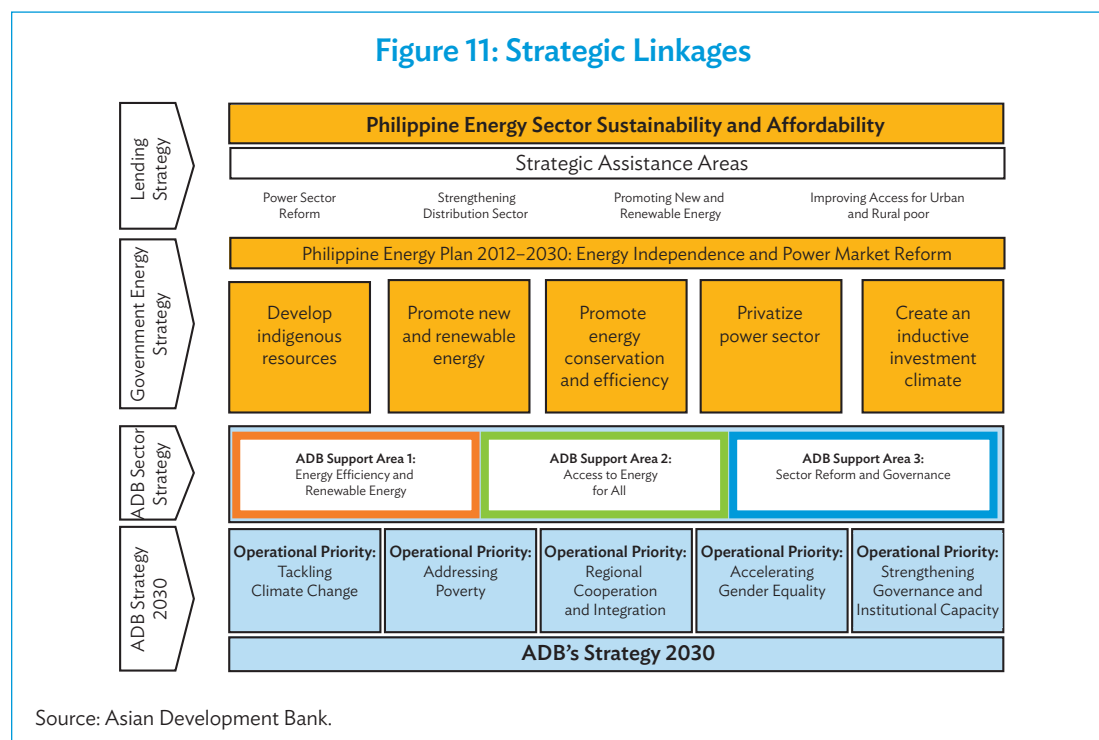 Figure 11: Strategic Linkages
Lending
Strategy
Philippine Energy Sector Sustainability and Affordability
Strategic Assistance Areas
Power Sector
Reform
Strengthening
Distribution Sector
Promoting New and
Renewable Energy
Improving Access for Urban
and Rural poor
Government Energy
Strategy
Philippine Energy Plan 2012–2030: Energy Independence and Power Market Reform
Develop
indigenous
resources
Promote new
and renewable
energy
Promote
energy
conservation
and efficiency
Privatize
power sector
Create an
inductive
investment
climate
ADB Sector
Strategy
ADB Support Area 1:
Energy Efficiency and
Renewable Energy
ADB Support Area 2:
Access to Energy
for All
ADB Support Area 3:
Sector Reform and Governance
ADB Strategy
2030
Operational Priority:
Tackling
Climate Change
Operational Priority:
Addressing
Poverty
Operational Priority:
Regional
Cooperation
and Integration
Operational Priority:
Accelerating
Gender Equality
Operational Priority:
Strengthening
Governance and
Institutional Capacity
ADB's Strategy 2030
Source: Asian Development Bank.